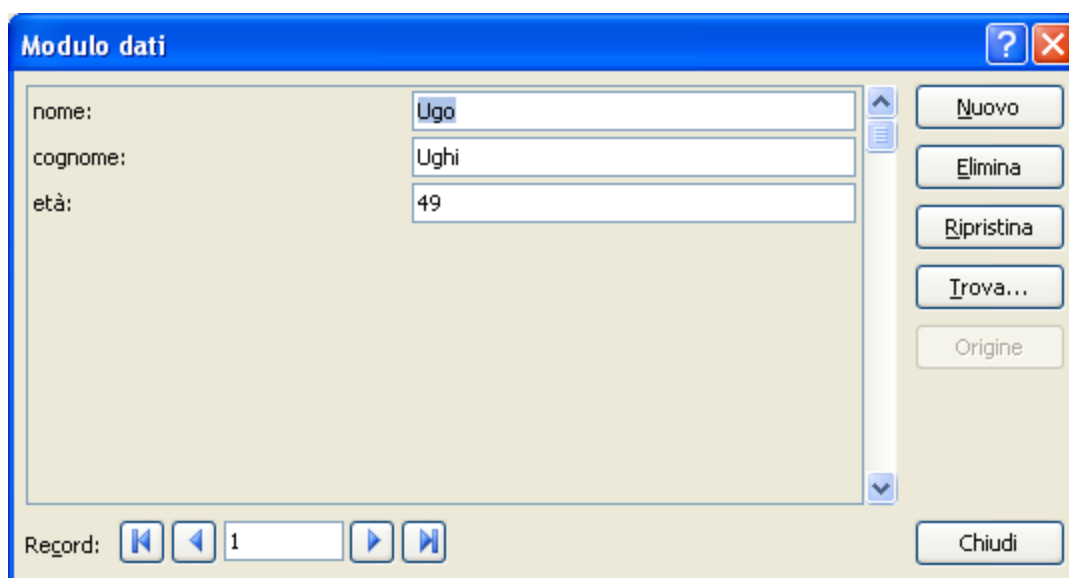 Modulo dati
nome: Ugo
cognome: Ughi
età: 49
Nuovo
Elimina
Ripristina
Trova...
Origine
Record: 1
Chiudi